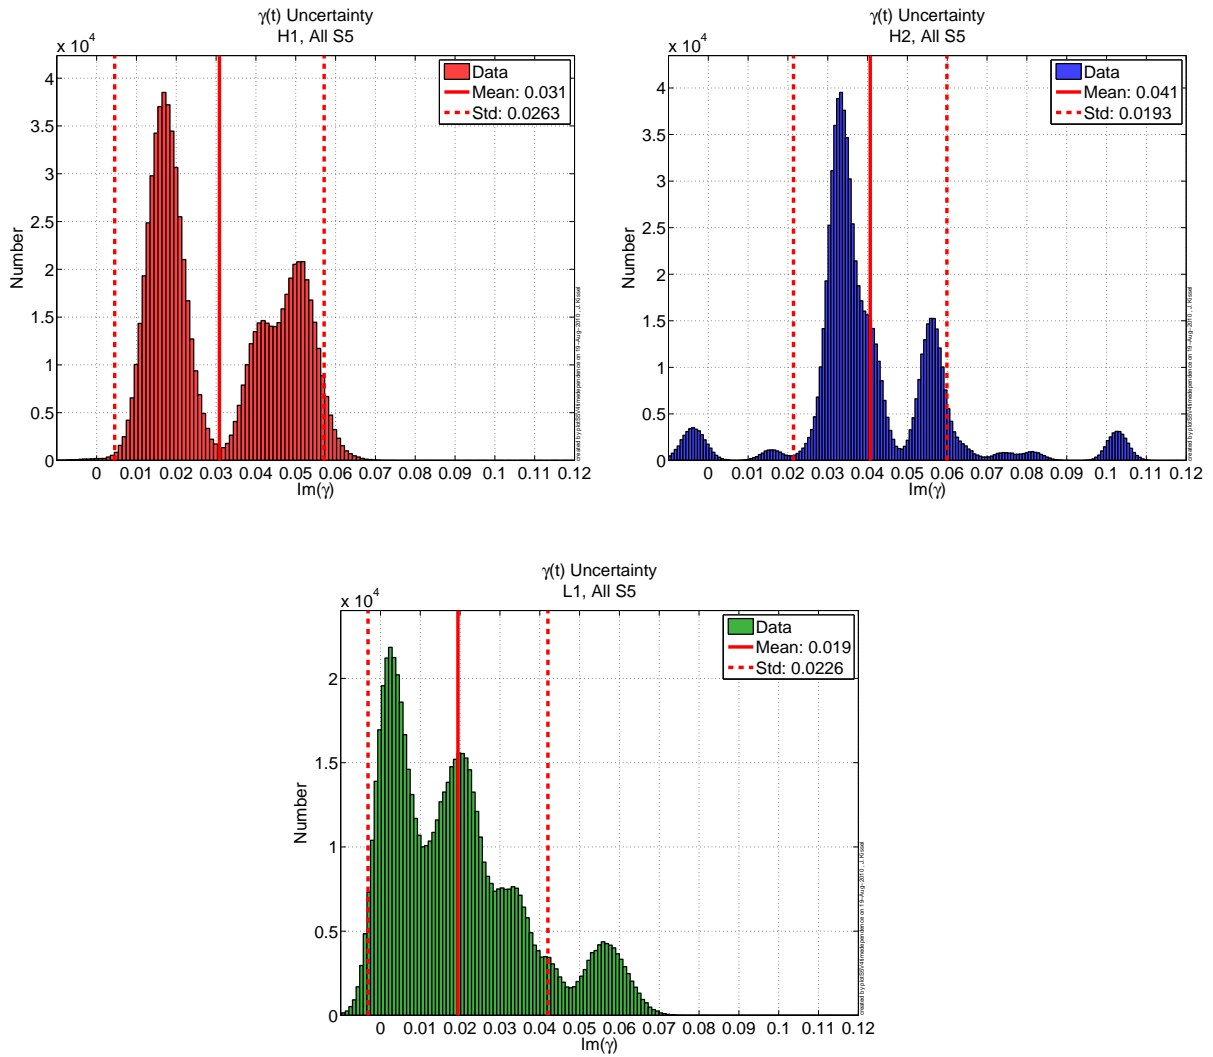 γ(t) Uncertainty
H1, All S5
x 10^4
Data
Mean: 0.031
Std: 0.0263
4
3.5
3
2.5
2
1.5
1
0.5
0
Number
0 0.01 0.02 0.03 0.04 0.05 0.06 0.07 0.08 0.09 0.1 0.11 0.12
Im(γ)
γ(t) Uncertainty
H2, All S5
x 10^4
Data
Mean: 0.041
Std: 0.0193
4
3.5
3
2.5
2
1.5
1
0.5
0
Number
0 0.01 0.02 0.03 0.04 0.05 0.06 0.07 0.08 0.09 0.1 0.11 0.12
Im(γ)
γ(t) Uncertainty
L1, All S5
x 10^4
Data
Mean: 0.019
Std: 0.0226
2
1.5
1
0.5
0
Number
0 0.01 0.02 0.03 0.04 0.05 0.06 0.07 0.08 0.09 0.1 0.11 0.12
Im(γ)